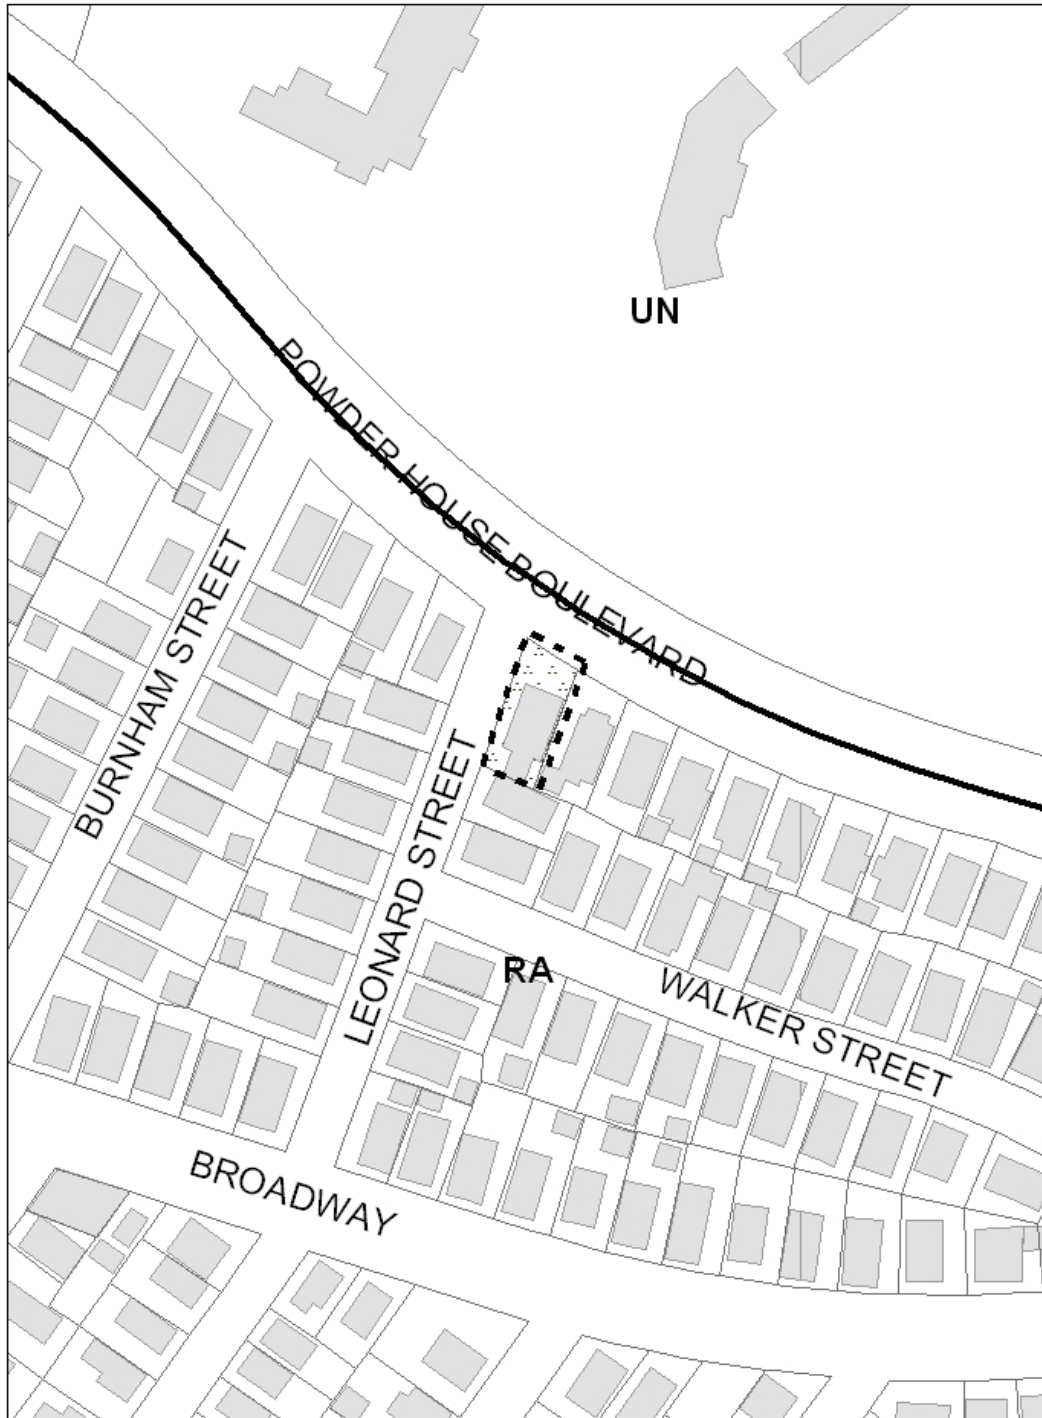 UN
POWDER HOUSE BOULEVARD
BURNHAM STREET
LEONARD STREET
RA
WALKER STREET
BROADWAY